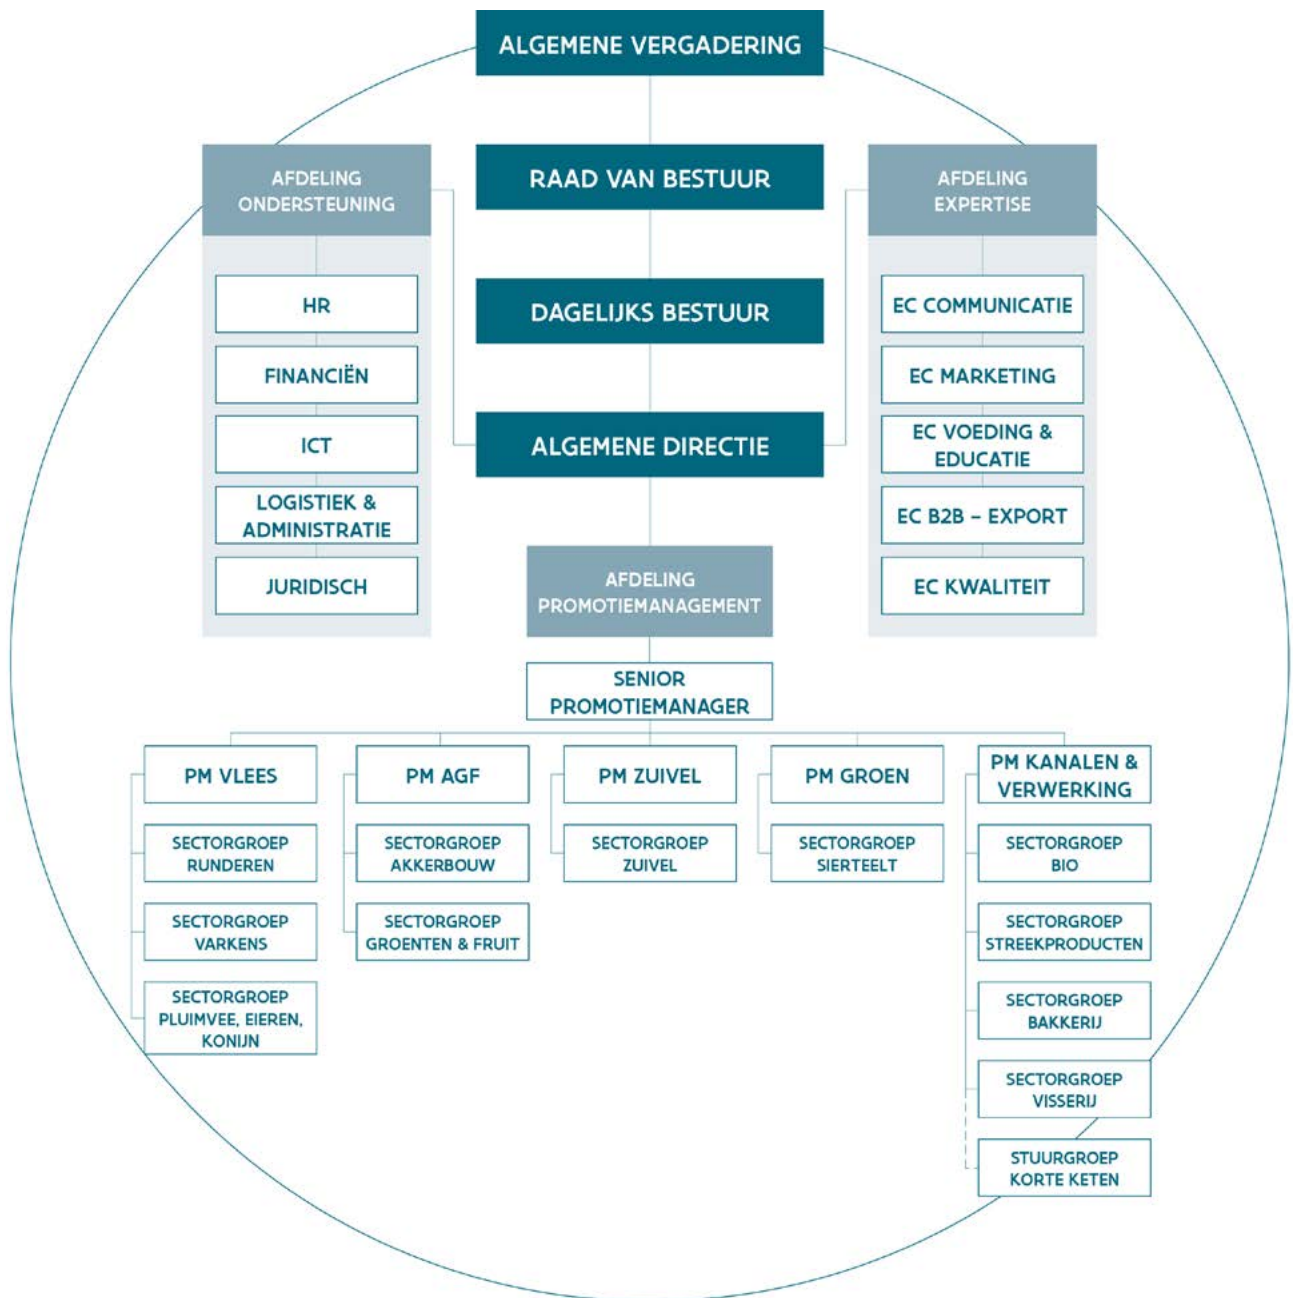 ALGEMENE VERGADERING
RAAD VAN BESTUUR
DAGELIJKS BESTUUR
ALGEMENE DIRECTIE
AFDELING
ONDERSTEUNING
HR
FINANCIËN
ICT
LOGISTIEK &
ADMINISTRATIE
JURIDISCH
AFDELING
EXPERTISE
EC COMMUNICATIE
EC MARKETING
EC VOEDING &
EDUCATIE
EC B2B – EXPORT
EC KWALITEIT
AFDELING
PROMOTIEMANAGEMENT
SENIOR
PROMOTIEMANAGER
PM VLEES
SECTORGROEP
RUNDEREN
SECTORGROEP
VARKENS
SECTORGROEP
PLUIMVEE, EIEREN,
KONIJN
PM AGF
SECTORGROEP
AKKERBOUW
SECTORGROEP
GROENTEN & FRUIT
PM ZUIVEL
SECTORGROEP
ZUIVEL
PM GROEN
SECTORGROEP
SIERTEELT
PM KANALEN &
VERWERKING
SECTORGROEP
BIO
SECTORGROEP
STREEKPRODUCTEN
SECTORGROEP
BAKKERIJ
SECTORGROEP
VISSERIJ
STUURGROEP
KORTE KETEN